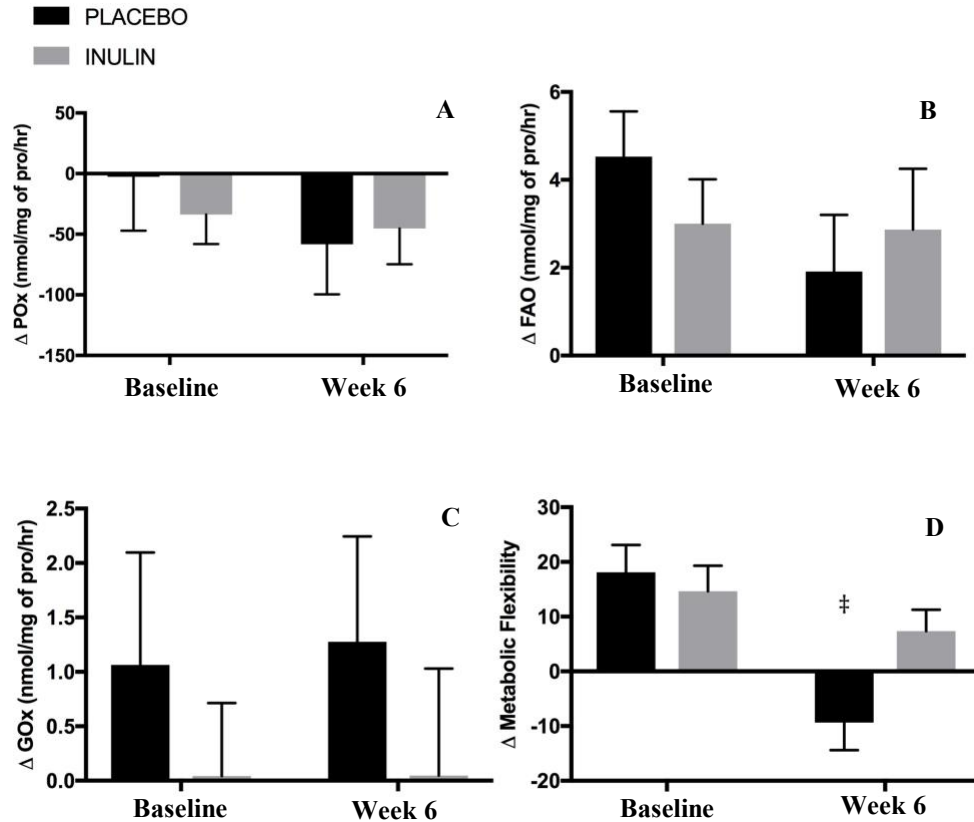 PLACEBO
INULIN
A
Δ POx (nmol/mg of pro/hr)
50
0
-50
-100
-150
Baseline Week 6
B
Δ FAO (nmol/mg of pro/hr)
6
4
2
0
Baseline Week 6
C
Δ GOx (nmol/mg of pro/hr)
2.5
2.0
1.5
1.0
0.5
0.0
Baseline Week 6
D
Δ Metabolic Flexibility
30
20
10
0
-10
-20
‡
Baseline Week 6